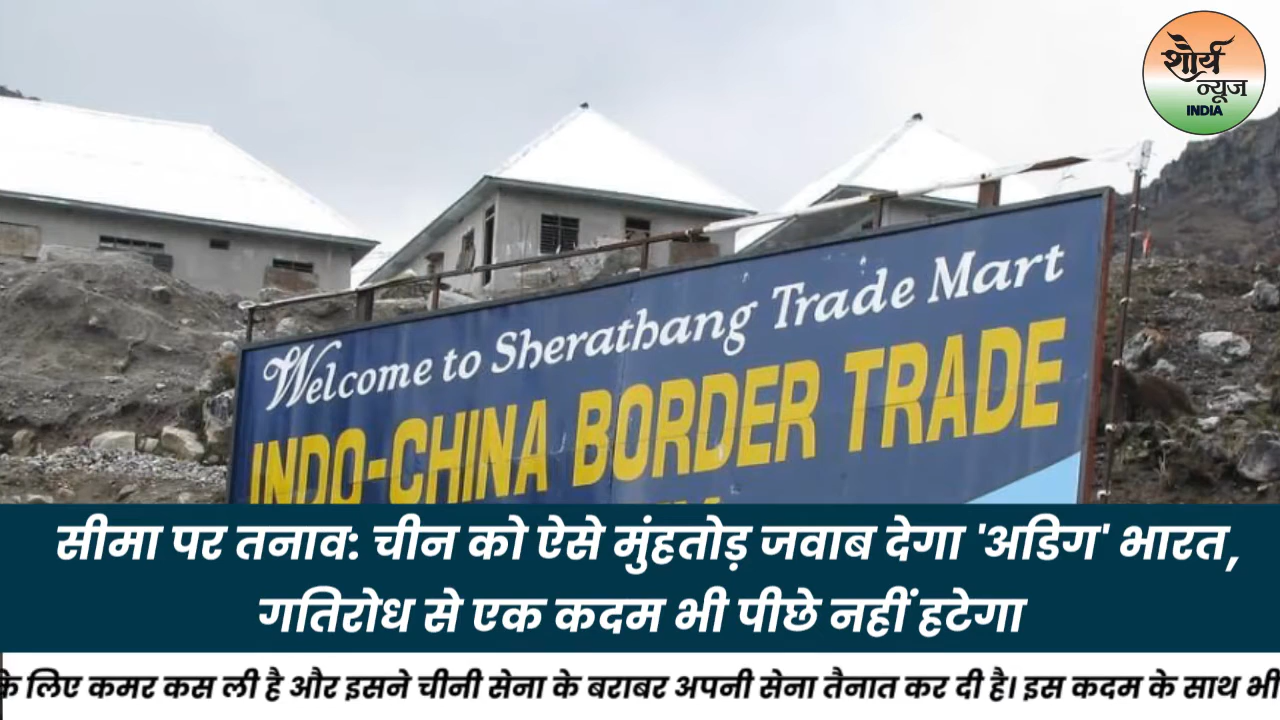 शौर्य
न्यूज
INDIA
Welcome to Sherathang Trade Mart
INDO-CHINA BORDER TRADE
सीमा पर तनाव: चीन को ऐसे मुंहतोड़ जवाब देगा 'अडिग' भारत,
गतिरोध से एक कदम भी पीछे नहीं हटेगा
के लिए कमर कस ली है और इसने चीनी सेना के बराबर अपनी सेना तैनात कर दी है। इस कदम के साथ भी